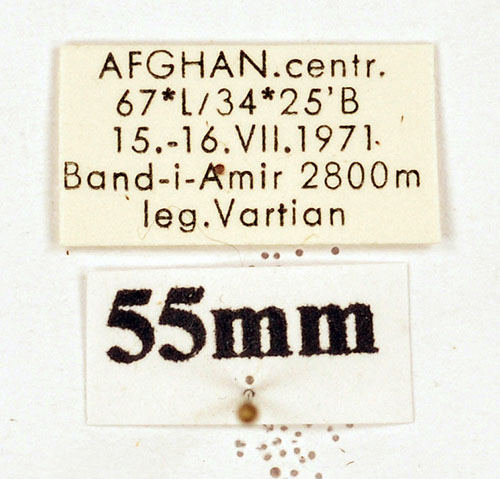 AFGHAN.centr.
67*L/34*25'B
15.-16.VII.1971.
Band-i-Amir 2800m
leg.Vartian
55mm